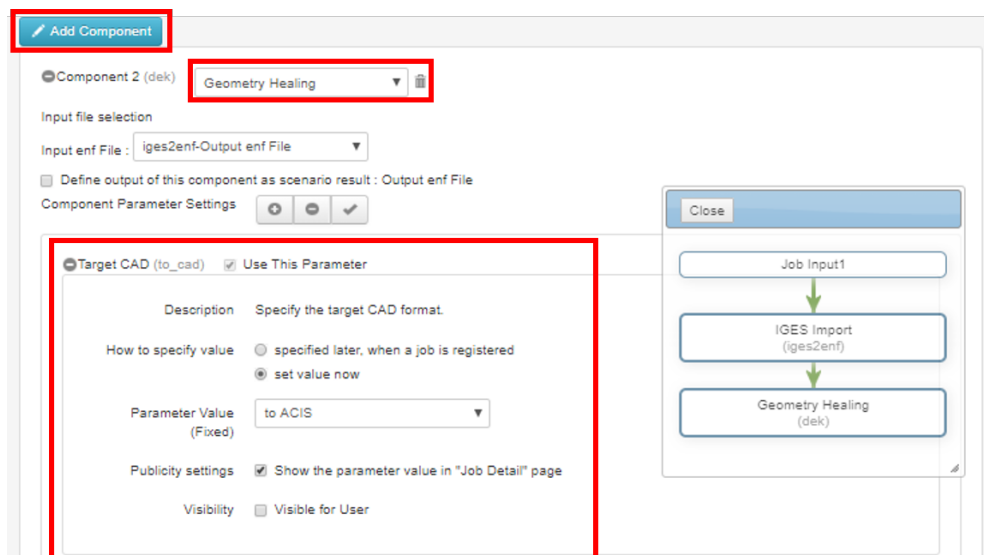 Add Component
Component 2 (dek)
Geometry Healing
Input file selection
Input enf File : iges2enf-Output enf File
Define output of this component as scenario result : Output enf File
Component Parameter Settings
Close
Target CAD (to_cad) Use This Parameter
Job Input1
Description Specify the target CAD format.
IGES Import
(iges2enf)
How to specify value specified later, when a job is registered
set value now
Geometry Healing
(dek)
Parameter Value
(Fixed)
to ACIS
Publicity settings Show the parameter value in "Job Detail" page
Visibility Visible for User